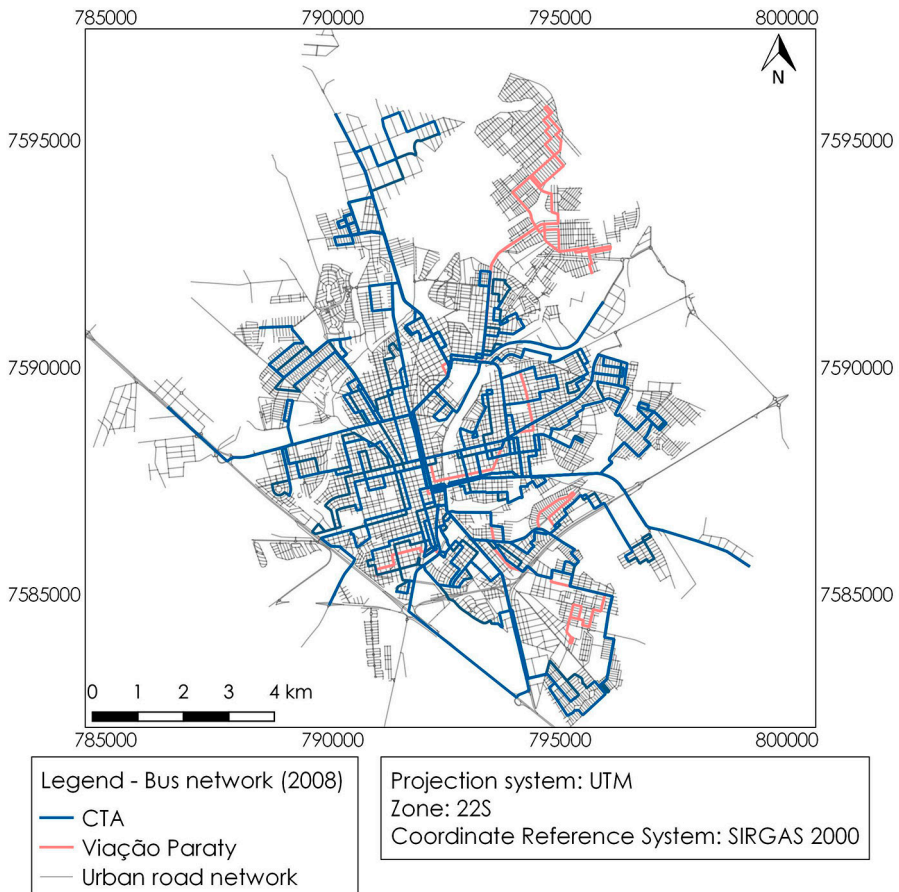 785000 790000 795000 800000
N
7595000 7595000
7590000 7590000
7585000 7585000
0 1 2 3 4 km
785000 790000 795000 800000
Legend - Bus network (2008)
CTA
Viação Paraty
Urban road network
Projection system: UTM
Zone: 22S
Coordinate Reference System: SIRGAS 2000